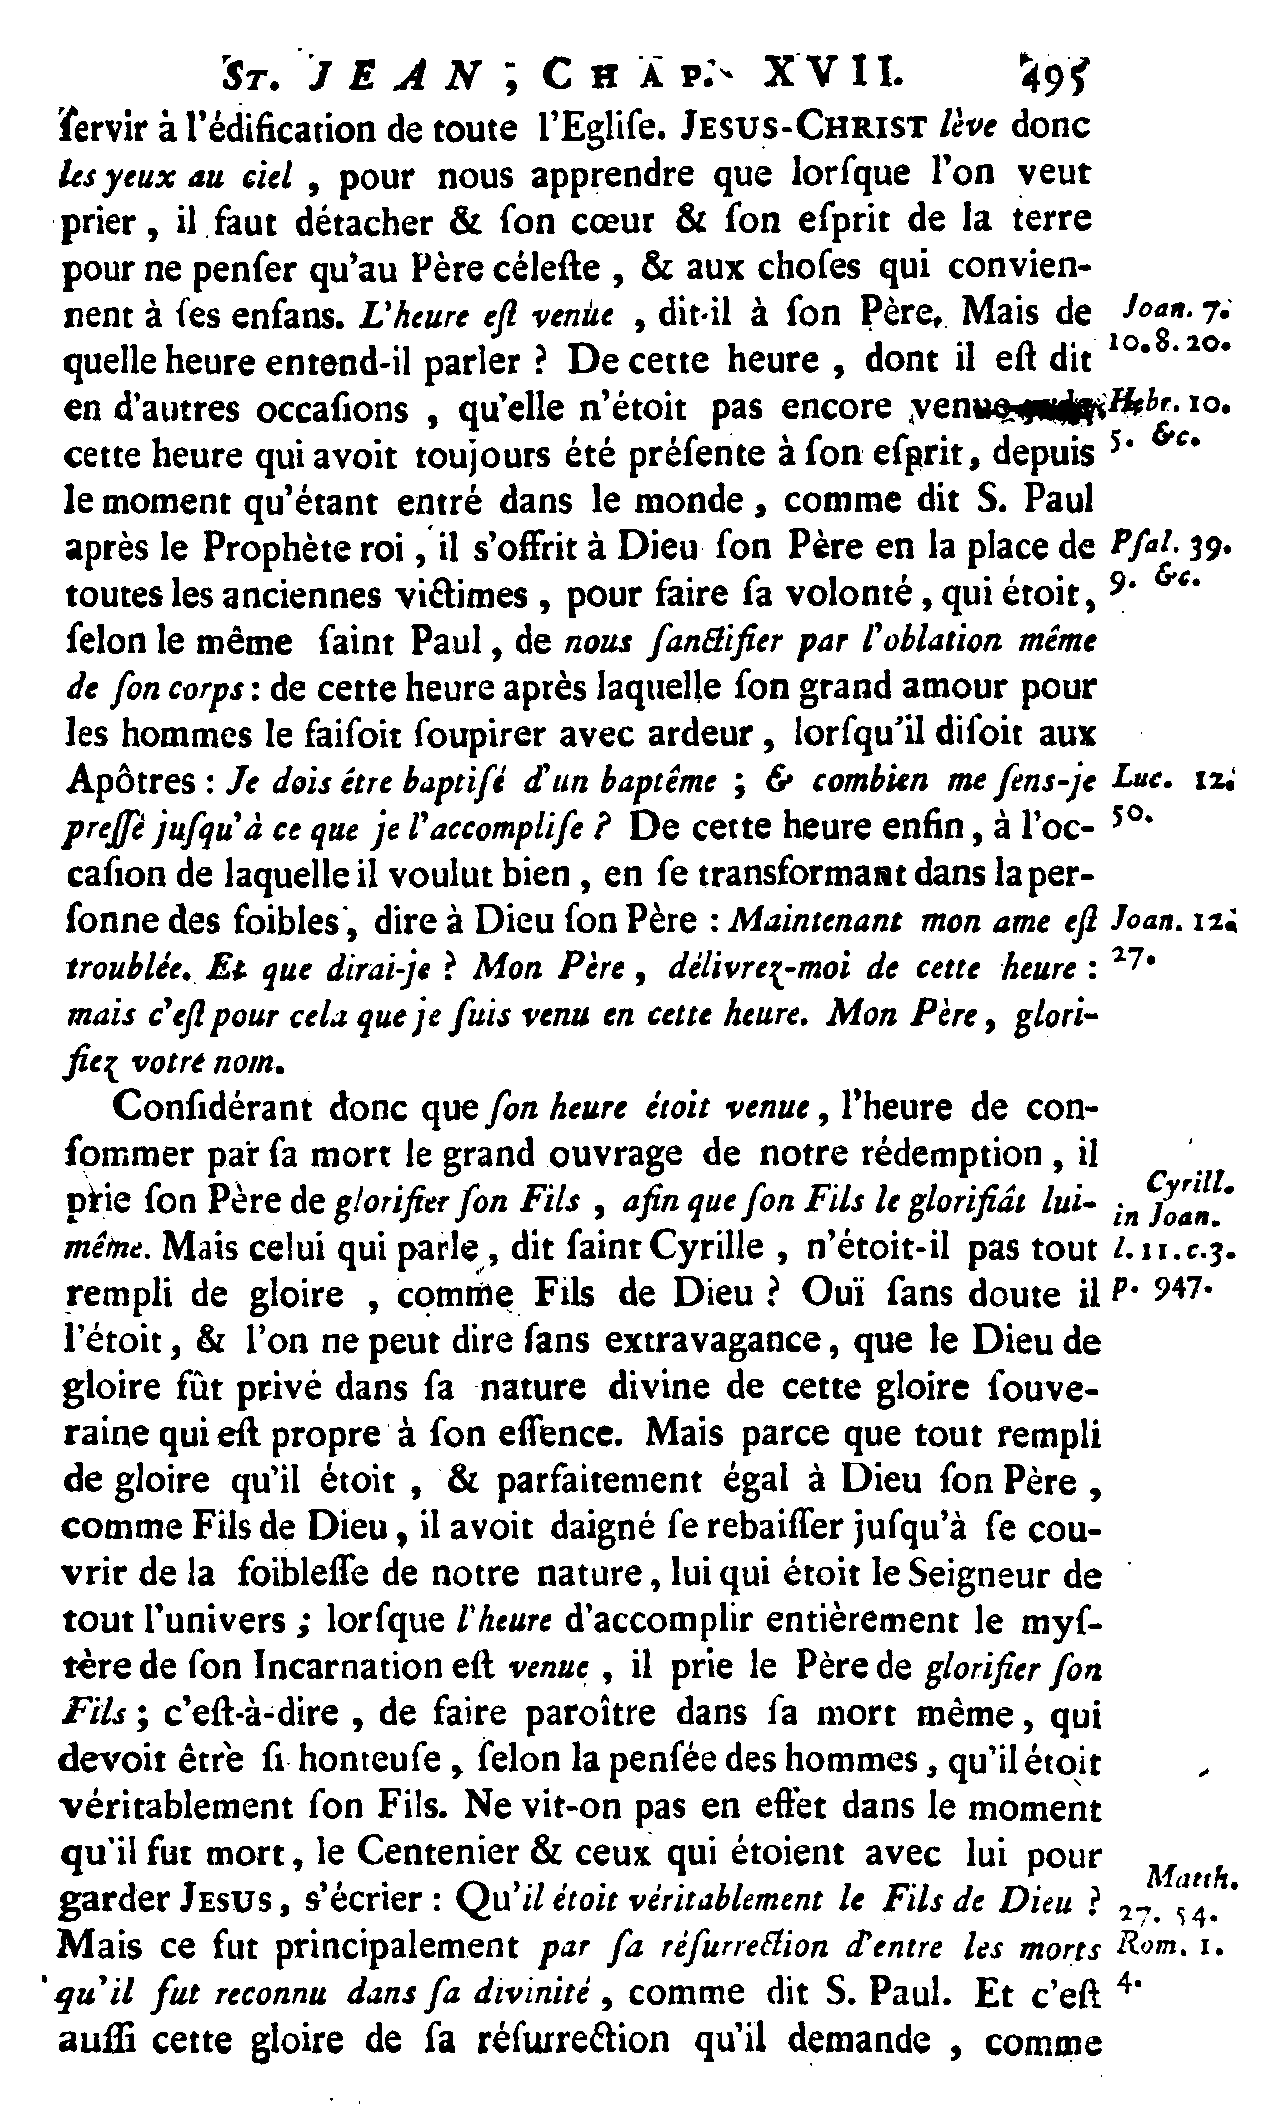 ST. JEAN, CHAP. XVII. 495
ſervir à l'édification de toute l'Egliſe. JESUS-CHRIST lève donc
les yeux au ciel, pour nous apprendre que lorſque l'on veut
prier, il faut détacher & ſon cœur & ſon eſprit de la terre
pour ne penſer qu'au Père céleſte, & aux choſes qui convien-
nent à ſes enfans. L'heure eſt venüe, dit-il à ſon Père. Mais de Joan. 7.
quelle heure entend-il parler ? De cette heure, dont il eſt dit 10. 8. 20.
en d'autres occaſions, qu'elle n'étoit pas encore venue Hebr. 10.
cette heure qui avoit toujours été préſente à ſon eſprit, depuis 5. &c.
le moment qu'étant entré dans le monde, comme dit S. Paul
après le Prophète roi, il s'offrit à Dieu ſon Père en la place de Pſal. 39.
toutes les anciennes victimes, pour faire ſa volonté, qui étoit, 9. &c.
ſelon le même ſaint Paul, de nous ſanctifier par l'oblation même
de ſon corps : de cette heure après laquelle ſon grand amour pour
les hommes le faiſoit ſoupirer avec ardeur, lorſqu'il diſoit aux
Apôtres : Je dois être baptiſé d'un baptême ; & combien me ſens-je Luc. 12.
preſſé juſqu'à ce que je l'accompliſe ? De cette heure enfin, à l'oc- 50.
caſion de laquelle il voulut bien, en ſe transformant dans la per-
ſonne des foibles, dire à Dieu ſon Père : Maintenant mon ame eſt Joan. 12.
troublée. Et que dirai-je ? Mon Père, délivrez-moi de cette heure : 27.
mais c'eſt pour cela que je ſuis venu en cette heure. Mon Père, glori-
fiez votre nom.
Conſidérant donc que ſon heure étoit venue, l'heure de con-
ſommer par ſa mort le grand ouvrage de notre rédemption, il
prie ſon Père de glorifier ſon Fils, afin que ſon Fils le glorifiât lui- Cyrill. in Joan.
même. Mais celui qui parle, dit ſaint Cyrille, n'étoit-il pas tout l. 11. c. 3.
rempli de gloire, comme Fils de Dieu ? Ouï ſans doute il p. 947.
l'étoit, & l'on ne peut dire ſans extravagance, que le Dieu de
gloire fût privé dans ſa nature divine de cette gloire ſouve-
raine qui eſt propre à ſon eſſence. Mais parce que tout rempli
de gloire qu'il étoit, & parfaitement égal à Dieu ſon Père,
comme Fils de Dieu, il avoit daigné ſe rebaiſſer juſqu'à ſe cou-
vrir de la foibleſſe de notre nature, lui qui étoit le Seigneur de
tout l'univers ; lorſque l'heure d'accomplir entièrement le myſ-
tère de ſon Incarnation eſt venue, il prie le Père de glorifier ſon
Fils ; c'eſt-à-dire, de faire paroître dans ſa mort même, qui
devoit être ſi honteuſe, ſelon la penſée des hommes, qu'il étoit
véritablement ſon Fils. Ne vit-on pas en effet dans le moment
qu'il fut mort, le Centenier & ceux qui étoient avec lui pour
garder JESUS, s'écrier : Qu'il étoit véritablement le Fils de Dieu ? Matth. 27. 54.
Mais ce fut principalement par ſa réſurrection d'entre les morts Rom. 1.
qu'il fut reconnu dans ſa divinité, comme dit S. Paul. Et c'eſt 4.
auſſi cette gloire de ſa réſurrection qu'il demande, comme